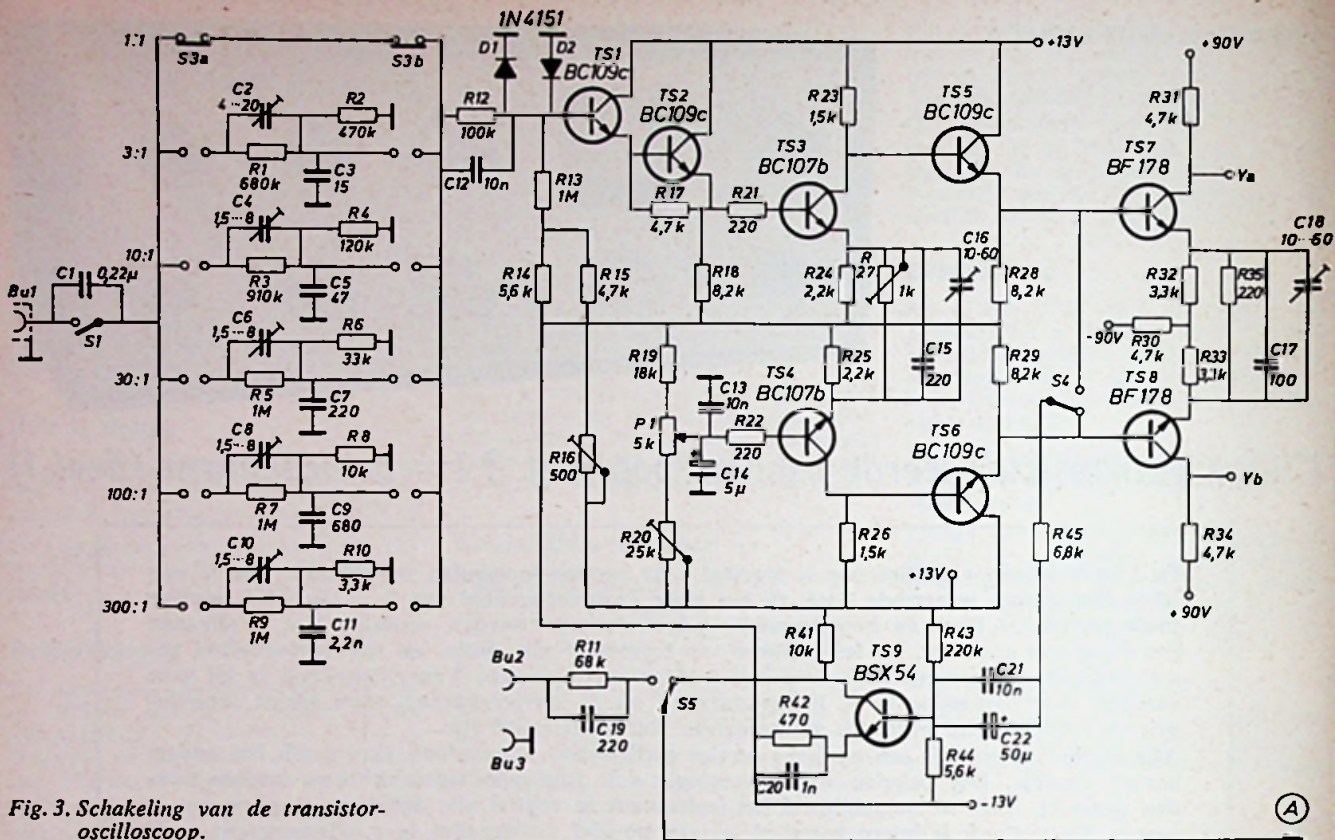 1N4151
1:1
S3a
S3b
D1
D2
TS1
BC109c
+13V
+90V
C2
4...20
R2
470k
R12
100k
TS2
BC109c
R23
1,5k
TS5
BC109c
R31
4,7k
3:1
R1
680k
C3
15
C12
10n
R13
1M
TS3
BC107b
TS7
BF178
Ya
C4
1,5...8
R4
120k
R17
4,7k
R21
220
C18
10...60
10:1
R3
910k
C5
47
C1
0,22µ
Bu1
S1
R14
5,6k
R15
4,7k
R18
8,2k
R24
2,2k
R
27
1k
C16
10-60
R28
8,2k
R32
3,3k
R35
220
C6
1,5...8
R6
33k
-90V
R30
4,7k
30:1
R5
1M
C7
220
R19
18k
C13
10n
TS4
BC107b
R25
2,2k
C15
220
R29
8,2k
S4
R33
C17
100
TS8
BF178
C8
1,5...8
R8
10k
P1
5k
R22
220
TS6
BC109c
R16
500
+
C14
5µ
Yb
100:1
R7
1M
C9
680
R20
25k
R26
1,5k
R45
6,8k
R34
4,7k
C10
1,5...8
R10
3,3k
+13V
+90V
300:1
R9
1M
C11
2,2n
R41
10k
R43
220k
TS9
BSX54
Bu2
R11
68k
C21
10n
S5
R42
470
C19
220
+
C22
50µ
Bu3
C20
1n
R44
5,6k
-13V
Fig. 3. Schakeling van de transistor-
oscilloscoop.
A